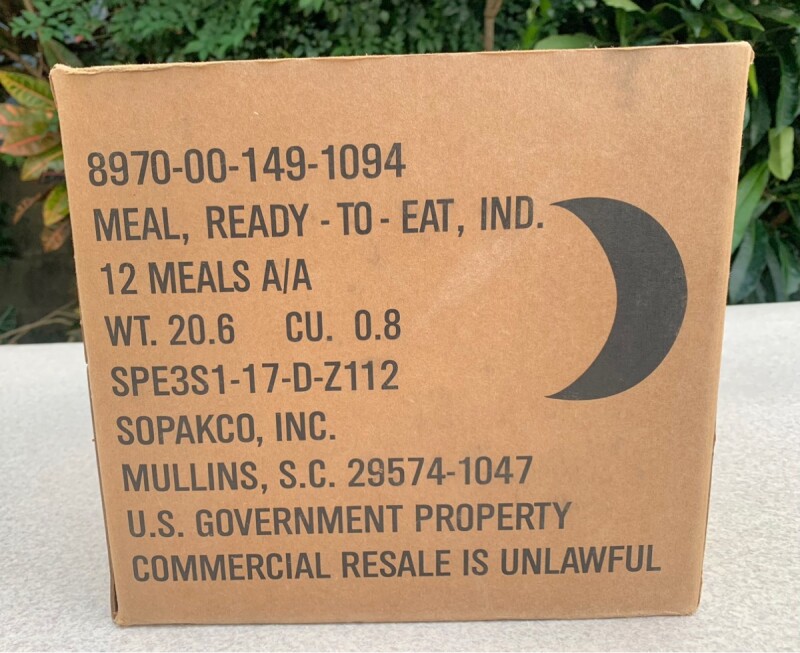 8970-00-149-1094
MEAL, READY - TO - EAT, IND.
12 MEALS A/A
WT. 20.6 CU. 0.8
SPE3S1-17-D-Z112
SOPAKCO, INC.
MULLINS, S.C. 29574-1047
U.S. GOVERNMENT PROPERTY
COMMERCIAL RESALE IS UNLAWFUL